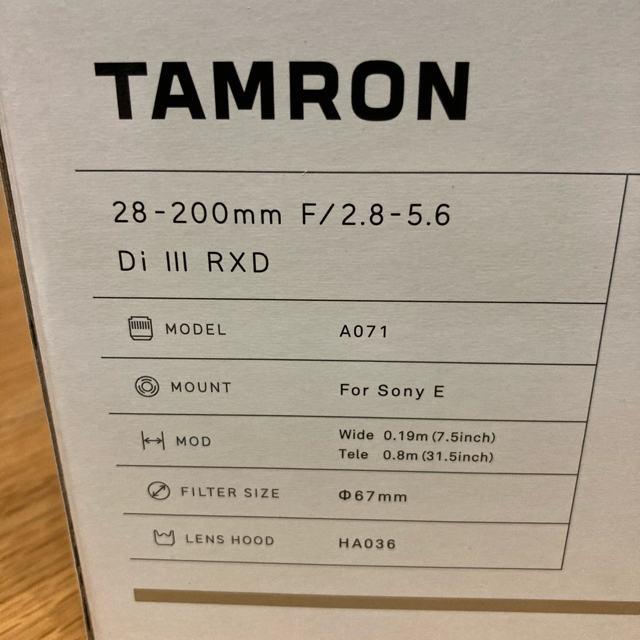 TAMRON
28-200mm F/2.8-5.6
Di III RXD
MODEL A071
MOUNT For Sony E
MOD Wide 0.19m (7.5inch)
Tele 0.8m (31.5inch)
FILTER SIZE Φ67mm
LENS HOOD HA036